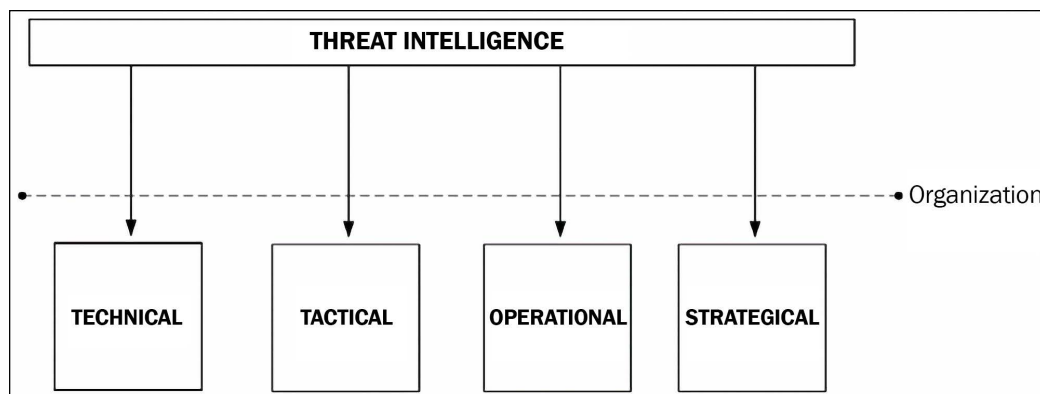 THREAT INTELLIGENCE
Organization
TECHNICAL
TACTICAL
OPERATIONAL
STRATEGICAL